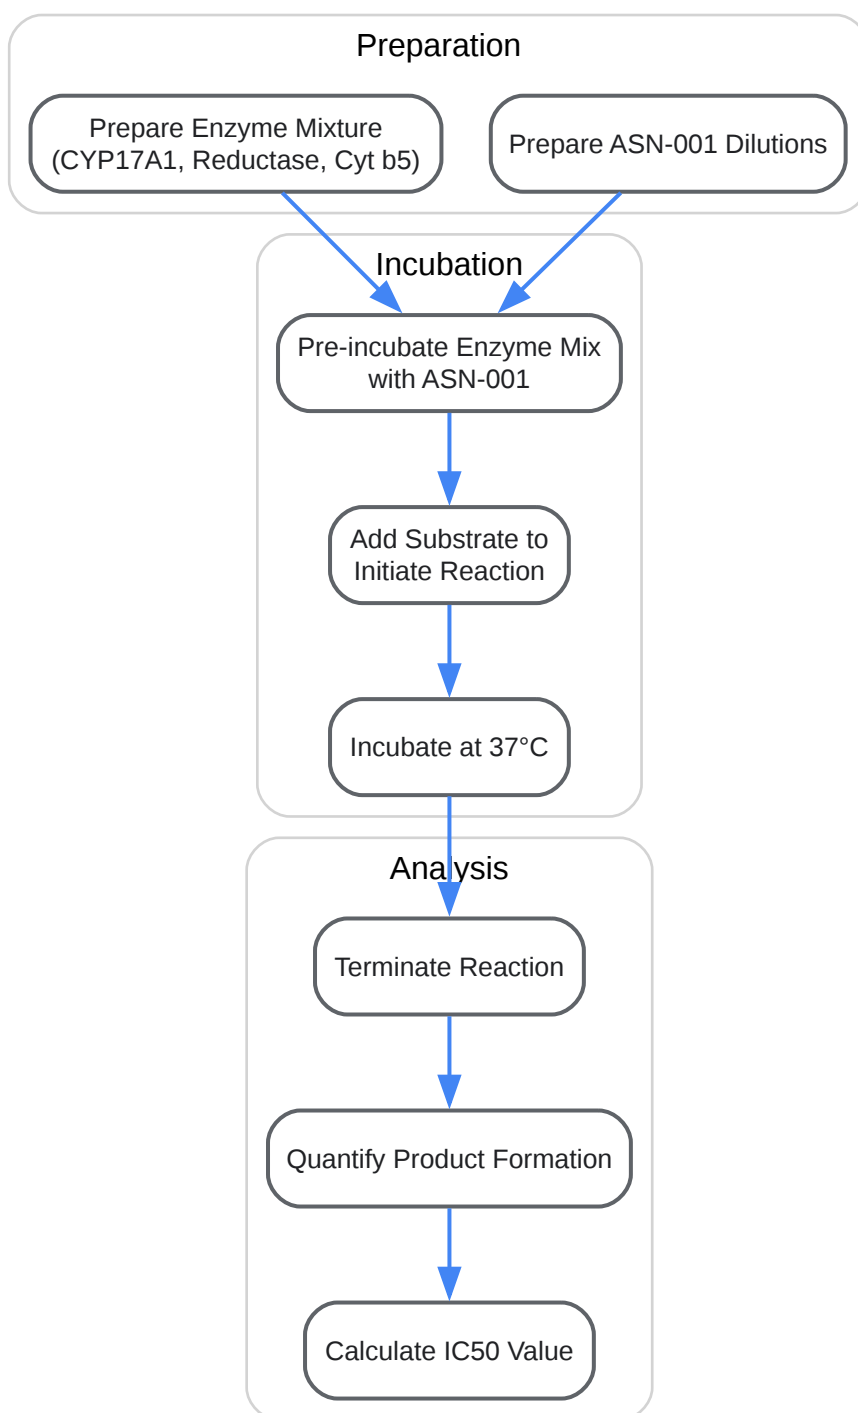 Preparation
Prepare Enzyme Mixture
(CYP17A1, Reductase, Cyt b5)
Prepare ASN-001 Dilutions
Incubation
Pre-incubate Enzyme Mix
with ASN-001
Add Substrate to
Initiate Reaction
Incubate at 37°C
Analysis
Terminate Reaction
Quantify Product Formation
Calculate IC50 Value